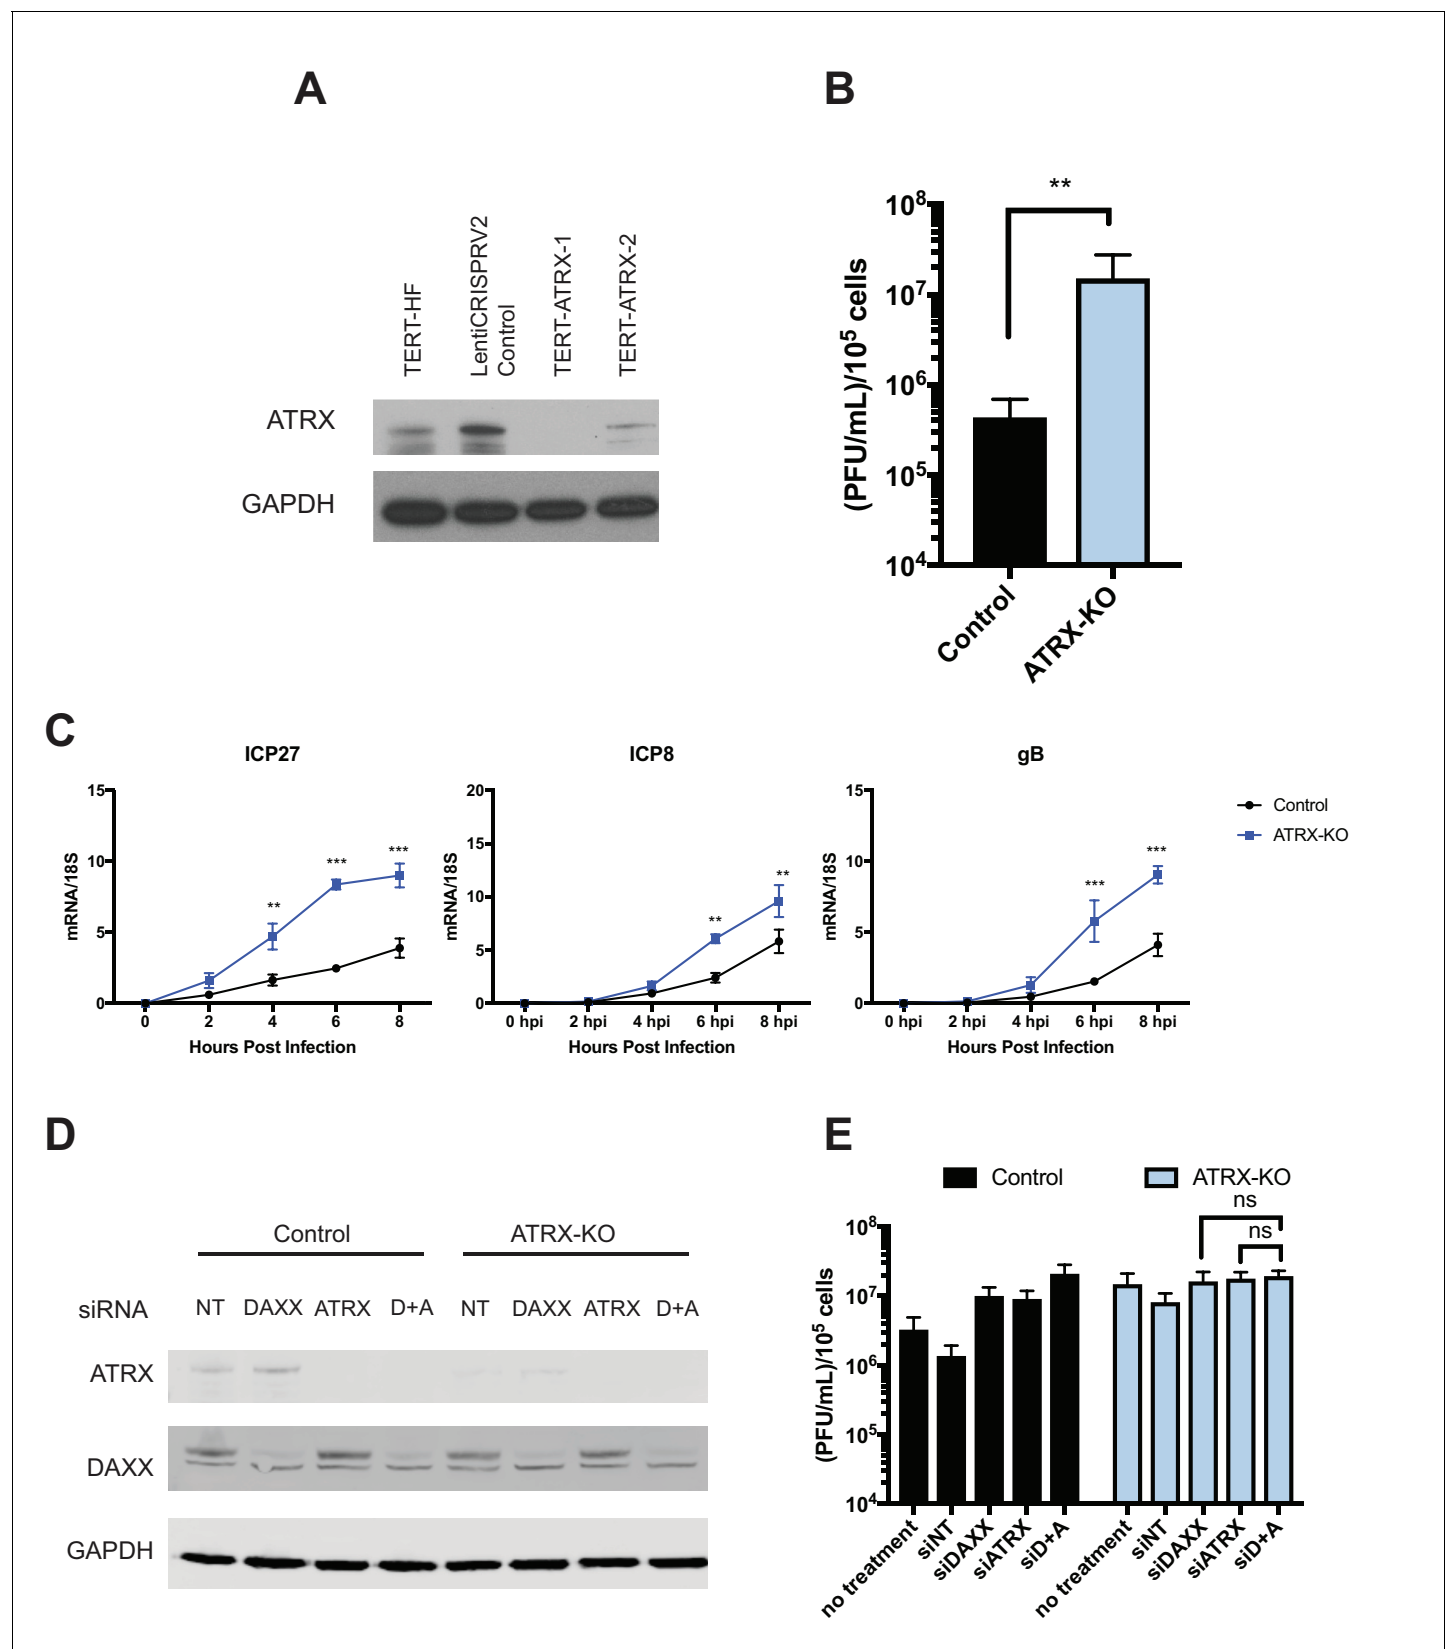 A
TERT-HF
LentiCRISPRV2
Control
TERT-ATRX-1
TERT-ATRX-2
ATRX
GAPDH
B
**
(PFU/mL)/10⁵ cells
10⁸
10⁷
10⁶
10⁵
10⁴
Control
ATRX-KO
C
ICP27
mRNA/18S
15
10
5
0
** *** ***
0 2 4 6 8
Hours Post Infection
ICP8
mRNA/18S
20
15
10
5
0
** **
0 hpi 2 hpi 4 hpi 6 hpi 8 hpi
Hours Post Infection
gB
mRNA/18S
15
10
5
0
*** ***
0 hpi 2 hpi 4 hpi 6 hpi 8 hpi
Hours Post Infection
Control
ATRX-KO
D
Control ATRX-KO
siRNA NT DAXX ATRX D+A NT DAXX ATRX D+A
ATRX
DAXX
GAPDH
E
Control ATRX-KO
ns
ns
(PFU/mL)/10⁵ cells
10⁸
10⁷
10⁶
10⁵
10⁴
no treatment
siNT
siDAXX
siATRX
siD+A
no treatment
siNT
siDAXX
siATRX
siD+A